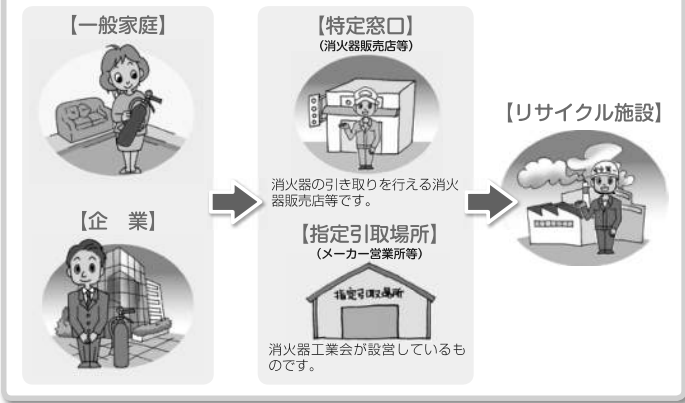 【一般家庭】
【企　業】
【特定窓口】
（消火器販売店等）
消火器の引き取りを行える消火
器販売店等です。
【指定引取場所】
（メーカー営業所等）
指定引取場所
消火器工業会が設営しているも
のです。
【リサイクル施設】